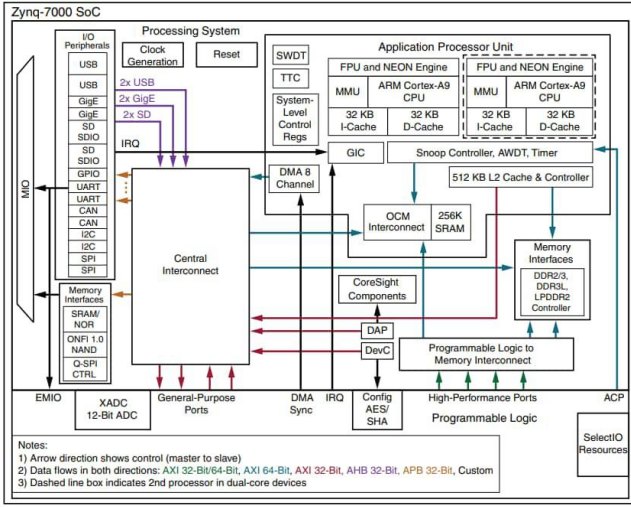 Zynq-7000 SoC
Processing System
I/O
Peripherals
USB
USB
GigE
GigE
SD
SDIO
SD
SDIO
GPIO
UART
UART
CAN
CAN
I2C
I2C
SPI
SPI
MIO
Clock
Generation
Reset
2x USB
2x GigE
2x SD
IRQ
SWDT
TTC
System-
Level
Control
Regs
Application Processor Unit
FPU and NEON Engine
MMU
ARM Cortex-A9
CPU
32 KB
I-Cache
32 KB
D-Cache
FPU and NEON Engine
MMU
ARM Cortex-A9
CPU
32 KB
I-Cache
32 KB
D-Cache
GIC
Snoop Controller, AWDT, Timer
DMA 8
Channel
512 KB L2 Cache & Controller
OCM
Interconnect
256K
SRAM
Central
Interconnect
Memory
Interfaces
SRAM/
NOR
ONFI 1.0
NAND
Q-SPI
CTRL
CoreSight
Components
DAP
DevC
Memory
Interfaces
DDR2/3,
DDR3L,
LPDDR2
Controller
Programmable Logic to
Memory Interconnect
EMIO
XADC
12-Bit ADC
General-Purpose
Ports
DMA
Sync
IRQ
Config
AES/
SHA
High-Performance Ports
ACP
Programmable Logic
SelectIO
Resources
Notes:
1) Arrow direction shows control (master to slave)
2) Data flows in both directions: AXI 32-Bit/64-Bit, AXI 64-Bit, AXI 32-Bit, AHB 32-Bit, APB 32-Bit, Custom
3) Dashed line box indicates 2nd processor in dual-core devices